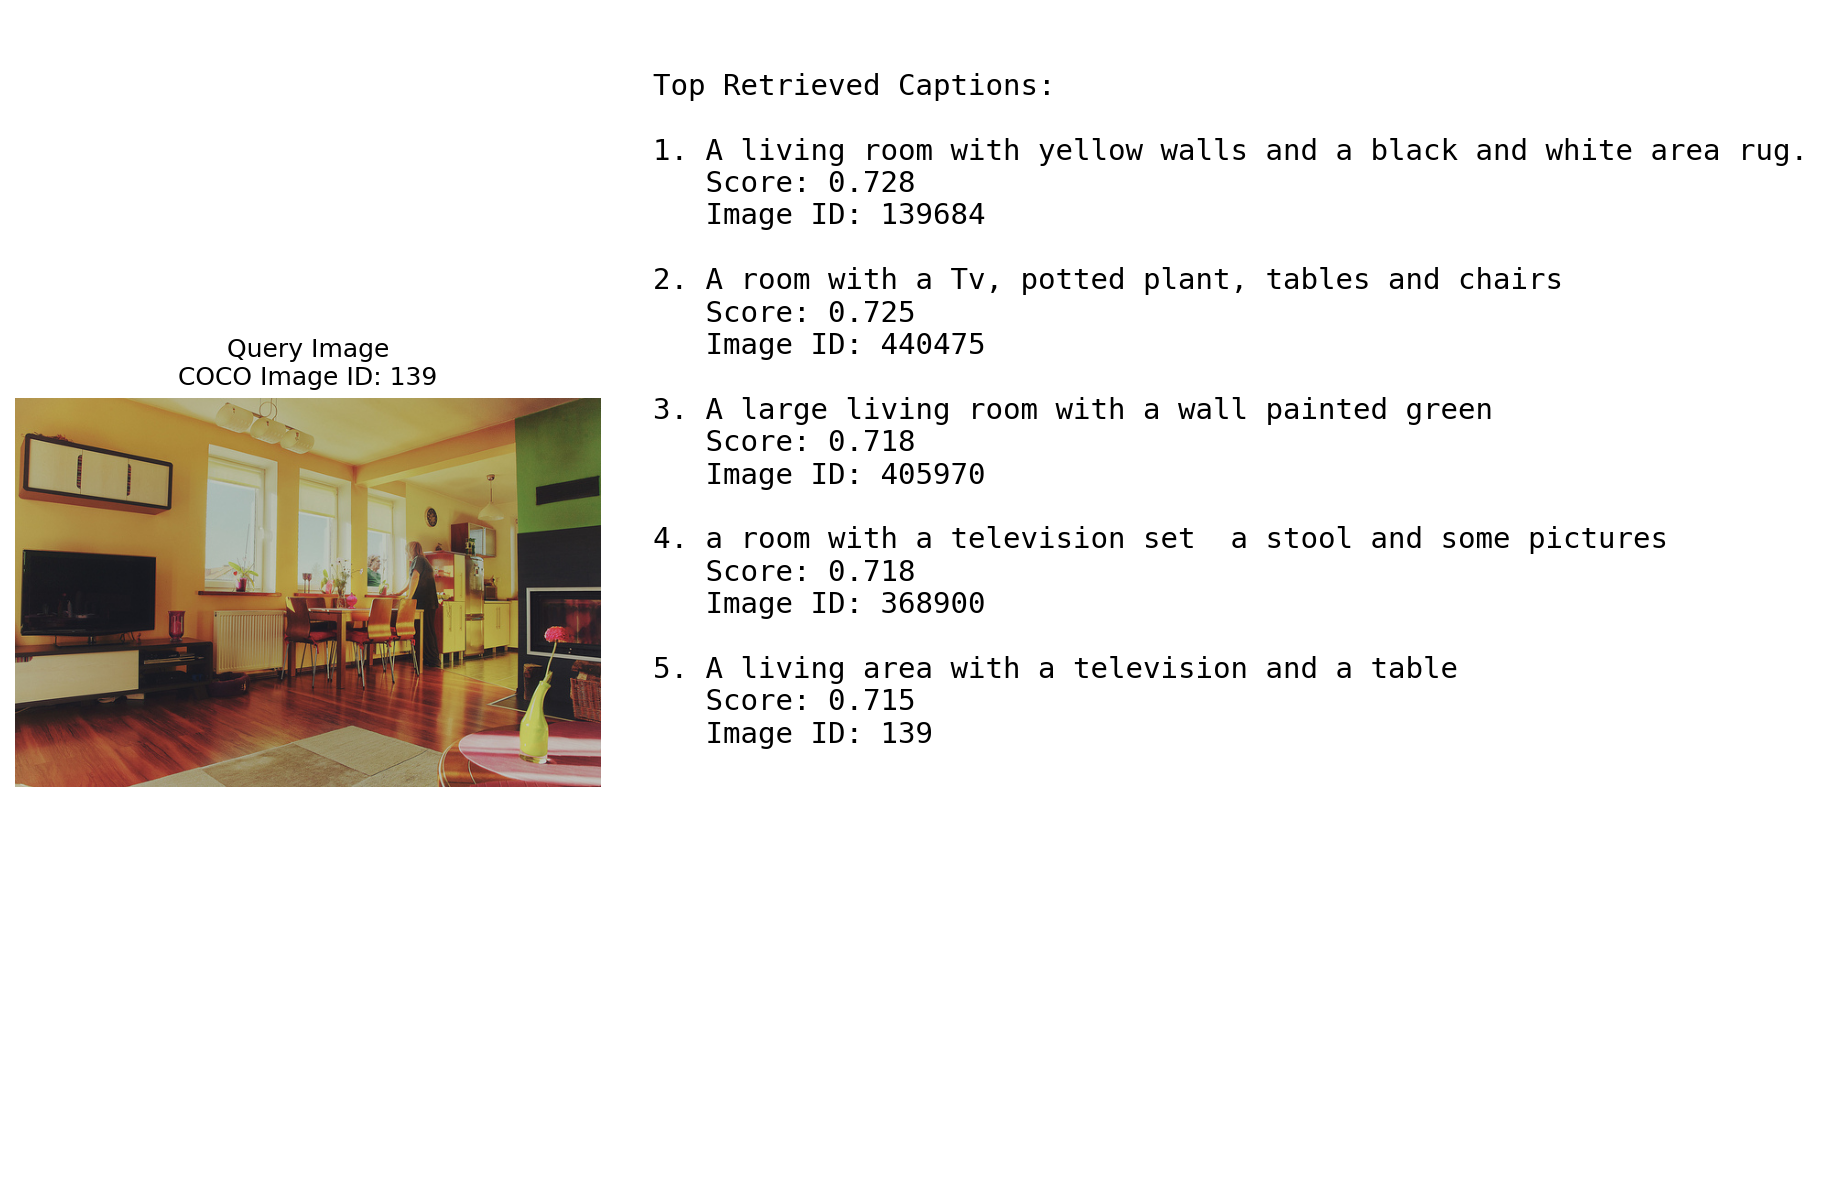 Query Image
COCO Image ID: 139
Top Retrieved Captions:
1. A living room with yellow walls and a black and white area rug.
Score: 0.728
Image ID: 139684
2. A room with a Tv, potted plant, tables and chairs
Score: 0.725
Image ID: 440475
3. A large living room with a wall painted green
Score: 0.718
Image ID: 405970
4. a room with a television set  a stool and some pictures
Score: 0.718
Image ID: 368900
5. A living area with a television and a table
Score: 0.715
Image ID: 139